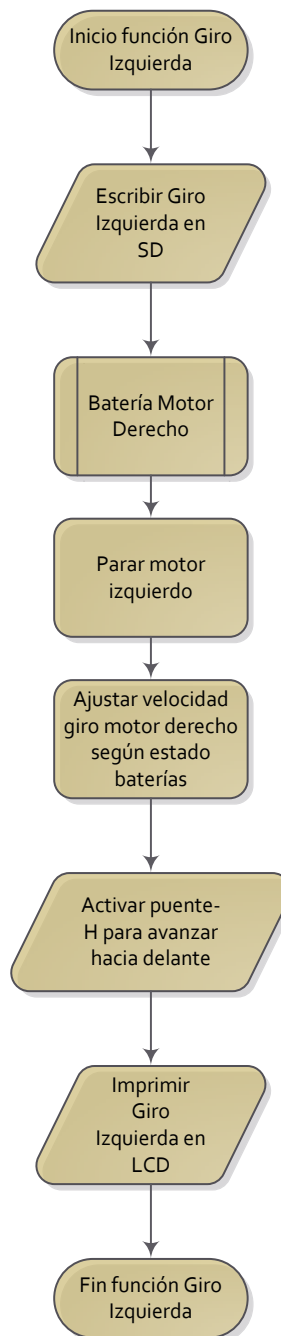 Inicio función Giro
Izquierda
Escribir Giro
Izquierda en
SD
Batería Motor
Derecho
Parar motor
izquierdo
Ajustar velocidad
giro motor derecho
según estado
baterías
Activar puente-
H para avanzar
hacia delante
Imprimir
Giro
Izquierda en
LCD
Fin función Giro
Izquierda